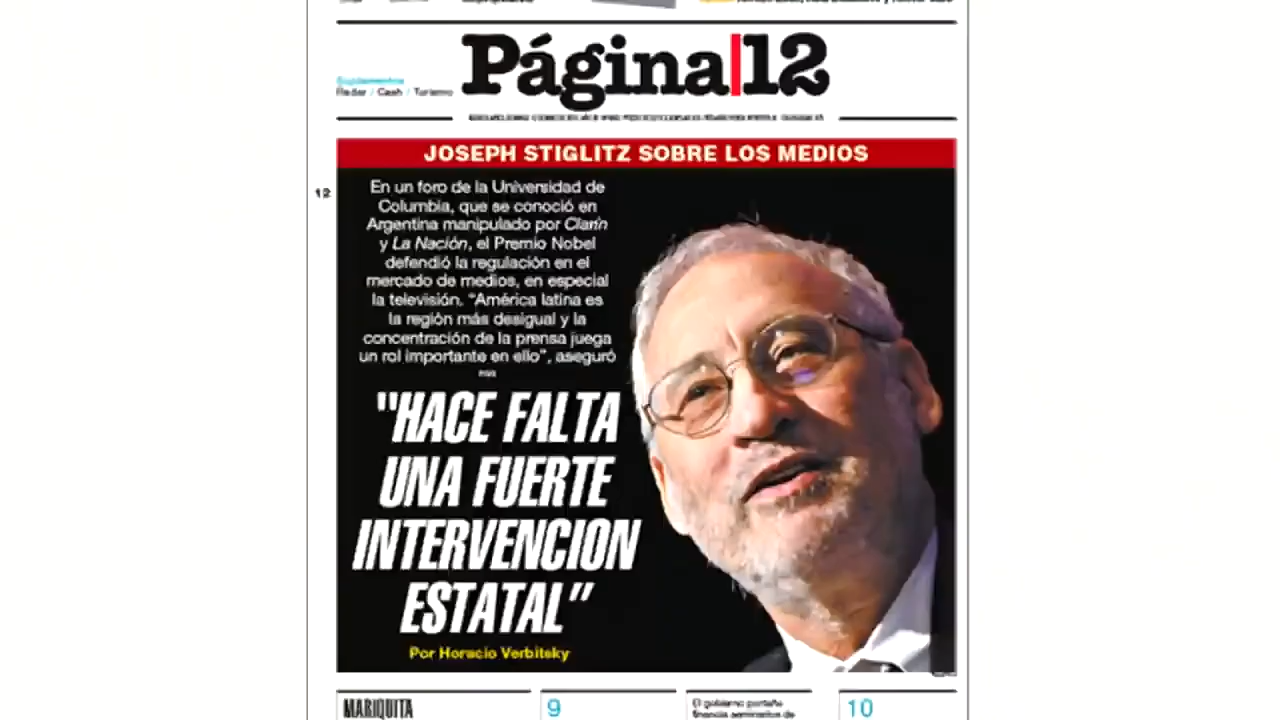 Página|12
Suplementos
Radar / Cash / Turismo
JOSEPH STIGLITZ SOBRE LOS MEDIOS
12
En un foro de la Universidad de
Columbia, que se conoció en
Argentina manipulado por Clarín
y La Nación, el Premio Nobel
defendió la regulación en el
mercado de medios, en especial
la televisión. "América latina es
la región más desigual y la
concentración de la prensa juega
un rol importante en ello", aseguró
"HACE FALTA
UNA FUERTE
INTERVENCION
ESTATAL"
Por Horacio Verbitsky
MARIQUITA
9
El gobierno porteño
financia seminarios de
10